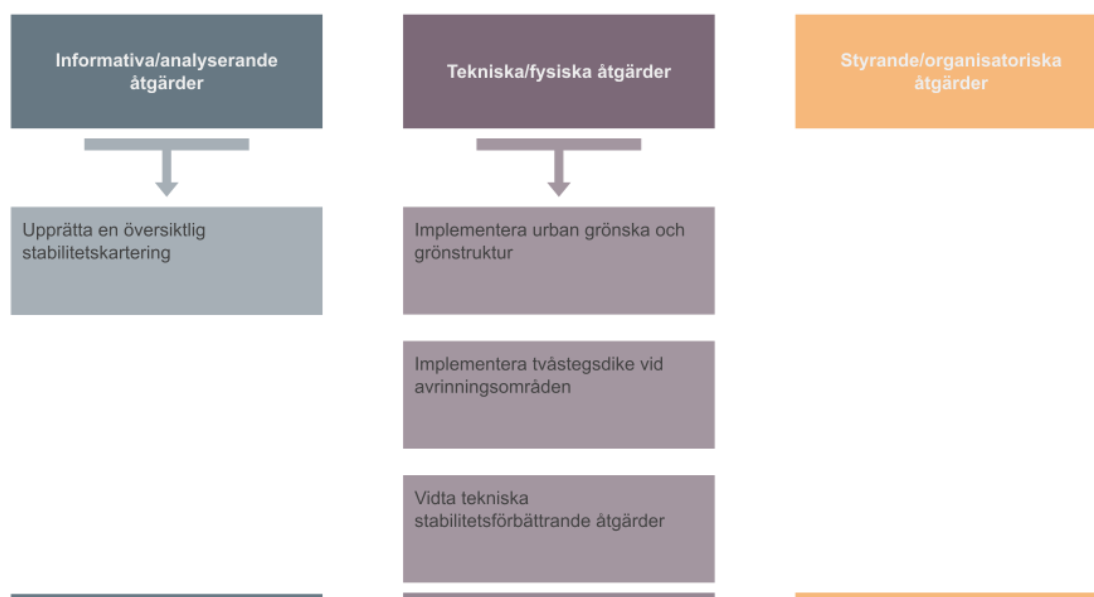 Informativa/analyserande
åtgärder
Tekniska/fysiska åtgärder
Styrande/organisatoriska
åtgärder
Upprätta en översiktlig
stabilitetskartering
Implementera urban grönska och
grönstruktur
Implementera tvåstegsdike vid
avrinningsområden
Vidta tekniska
stabilitetsförbättrande åtgärder